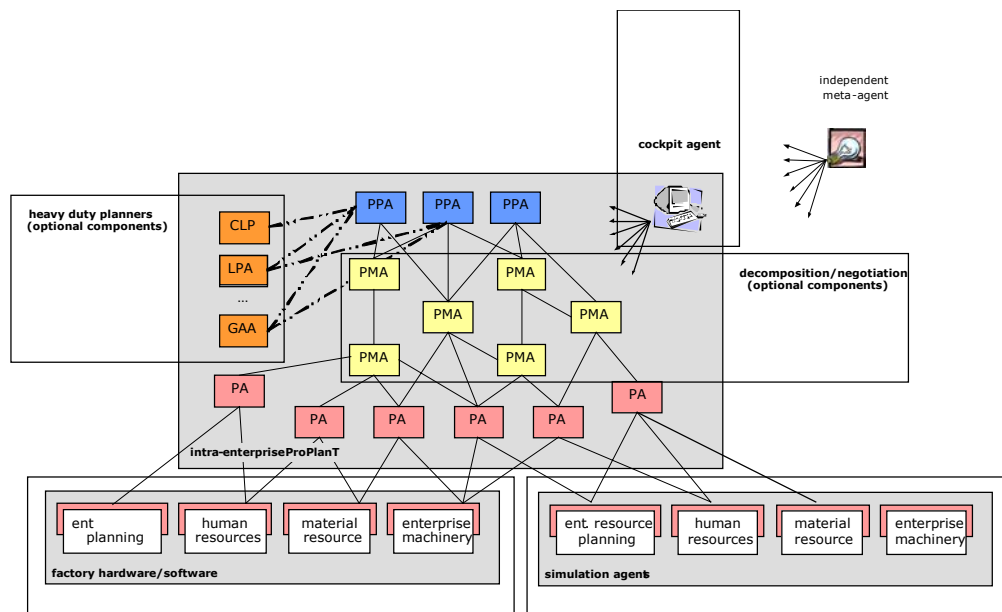 independent
meta-agent
cockpit agent
heavy duty planners
(optional components)
CLP
PPA
PPA
PPA
LPA
...
GAA
PMA
PMA
decomposition/negotiation
(optional components)
PMA
PMA
PMA
PMA
PA
PA
PA
PA
PA
PA
intra-enterpriseProPlanT
ent
planning
human
resources
material
resource
enterprise
machinery
factory hardware/software
ent. resource
planning
human
resources
material
resource
enterprise
machinery
simulation agents